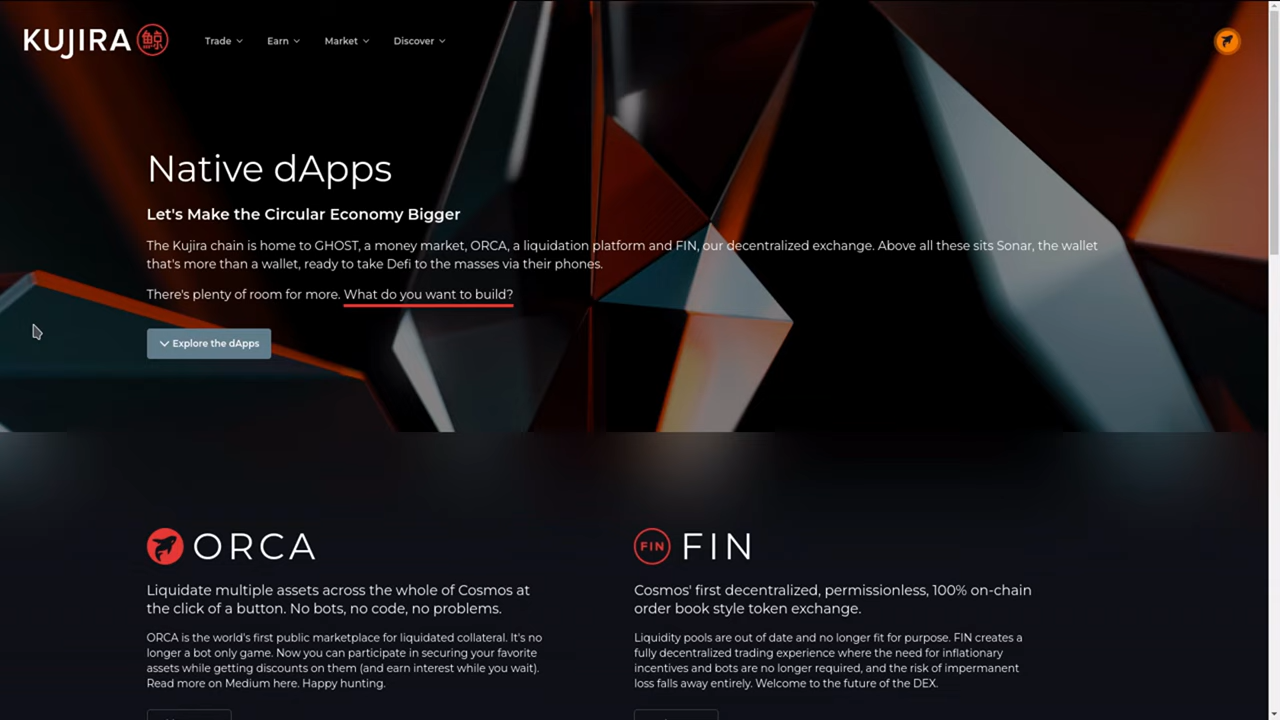 KUJIRA 鯨
Trade Earn Market Discover
Native dApps
Let's Make the Circular Economy Bigger
The Kujira chain is home to GHOST, a money market, ORCA, a liquidation platform and FIN, our decentralized exchange. Above all these sits Sonar, the wallet
that's more than a wallet, ready to take Defi to the masses via their phones.
There's plenty of room for more. What do you want to build?
Explore the dApps
ORCA
Liquidate multiple assets across the whole of Cosmos at
the click of a button. No bots, no code, no problems.
ORCA is the world's first public marketplace for liquidated collateral. It's no
longer a bot only game. Now you can participate in securing your favorite
assets while getting discounts on them (and earn interest while you wait).
Read more on Medium here. Happy hunting.
FIN FIN
Cosmos' first decentralized, permissionless, 100% on-chain
order book style token exchange.
Liquidity pools are out of date and no longer fit for purpose. FIN creates a
fully decentralized trading experience where the need for inflationary
incentives and bots are no longer required, and the risk of impermanent
loss falls away entirely. Welcome to the future of the DEX.